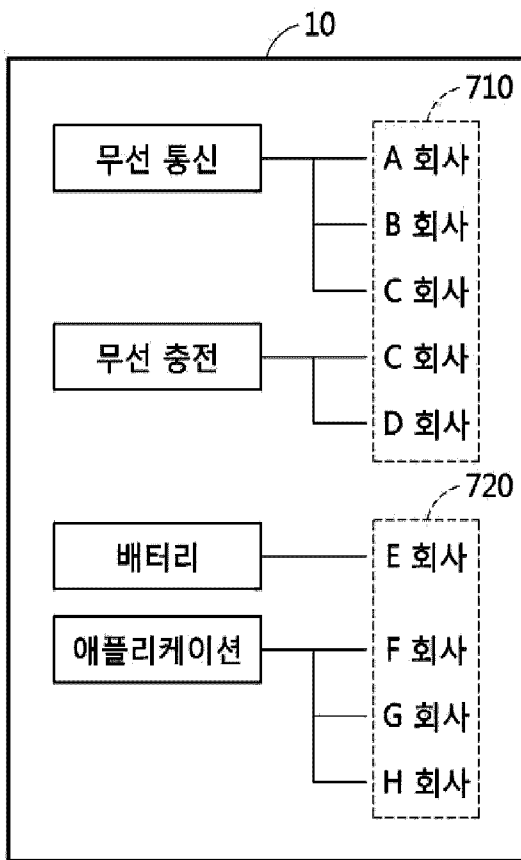 10
710
무선 통신
A 회사
B 회사
C 회사
무선 충전
C 회사
D 회사
720
배터리
E 회사
애플리케이션
F 회사
G 회사
H 회사